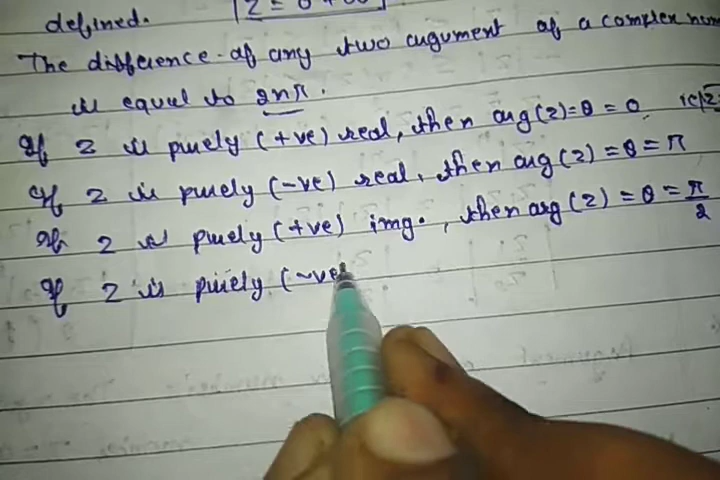 defined. |z = 0 +
The difference of any two augument of a complex num
is equal to 2nπ.
If z is purely (+ve) real, then arg(z)=θ = 0
If z is purely (-ve) real, then arg(z) = θ = π
If z is purely (+ve) img., then arg(z) = θ = π/2
If z is purely (-ve)